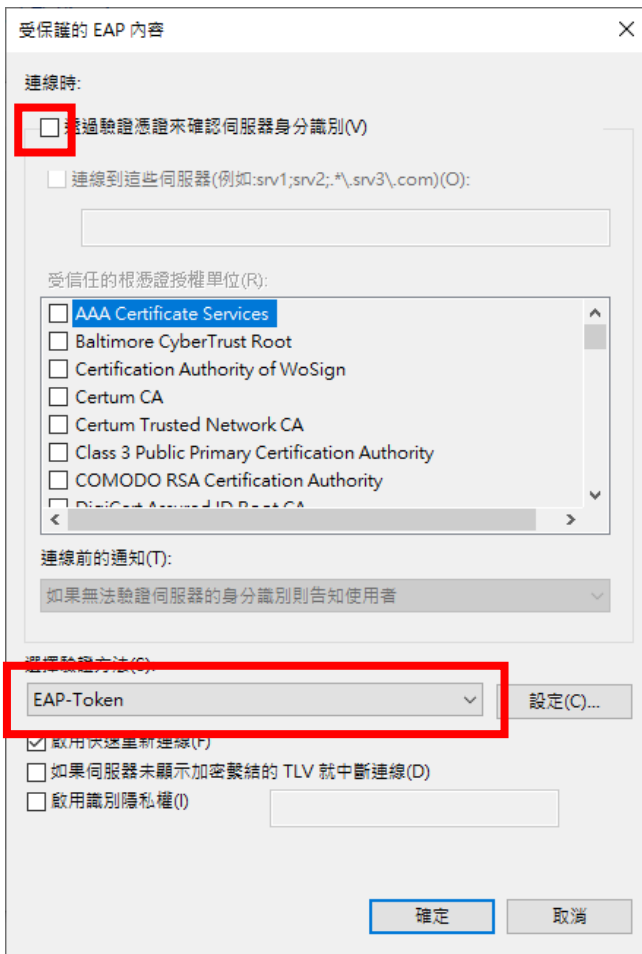 受保護的 EAP 內容
連線時:
透過驗證憑證來確認伺服器身分識別(V)
連線到這些伺服器(例如:srv1;srv2;.*\.srv3\.com)(O):
受信任的根憑證授權單位(R):
AAA Certificate Services
Baltimore CyberTrust Root
Certification Authority of WoSign
Certum CA
Certum Trusted Network CA
Class 3 Public Primary Certification Authority
COMODO RSA Certification Authority
DigiCert Assured ID Root CA
連線前的通知(T):
如果無法驗證伺服器的身分識別則告知使用者
選擇驗證方法(S):
EAP-Token
設定(C)...
啟用快速重新連線(F)
如果伺服器未顯示加密繫結的 TLV 就中斷連線(D)
啟用識別隱私權(I)
確定
取消